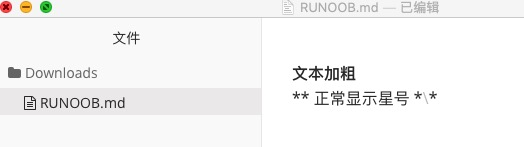 RUNOOB.md — 已编辑
文件
Downloads
RUNOOB.md
文本加粗
** 正常显示星号 *\*